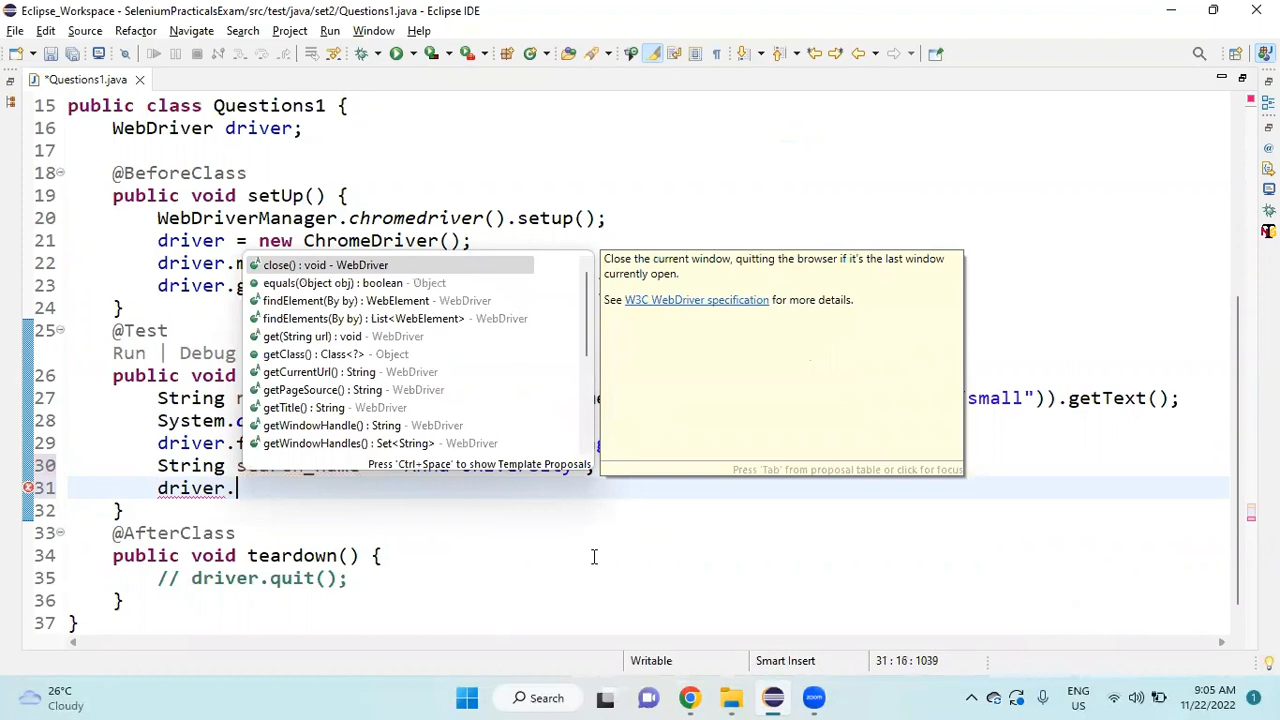 Eclipse_Workspace - SeleniumPracticalsExam/src/test/java/set2/Questions1.java - Eclipse IDE
File Edit Source Refactor Navigate Search Project Run Window Help
*Questions1.java
15 public class Questions1 {
16 WebDriver driver;
17
18 @BeforeClass
19 public void setUp() {
20 WebDriverManager.chromedriver().setup();
21 driver = new ChromeDriver();
22 driver.m
23 driver.g
24 }
25 @Test
Run | Debug
26 public void
27 String small")).getText();
28 System.
29 driver.f
30 String
31 driver.
32 }
33 @AfterClass
34 public void teardown() {
35 // driver.quit();
36 }
37 }
close() : void - WebDriver
equals(Object obj) : boolean - Object
findElement(By by) : WebElement - WebDriver
findElements(By by) : List<WebElement> - WebDriver
get(String url) : void - WebDriver
getClass() : Class<?> - Object
getCurrentUrl() : String - WebDriver
getPageSource() : String - WebDriver
getTitle() : String - WebDriver
getWindowHandle() : String - WebDriver
getWindowHandles() : Set<String> - WebDriver
Press 'Ctrl+Space' to show Template Proposals
Close the current window, quitting the browser if it's the last window
currently open.
See W3C WebDriver specification for more details.
Press 'Tab' from proposal table or click for focus
Writable Smart Insert 31 : 16 : 1039
26°C
Cloudy
Search
ENG
US
9:05 AM
11/22/2022
1